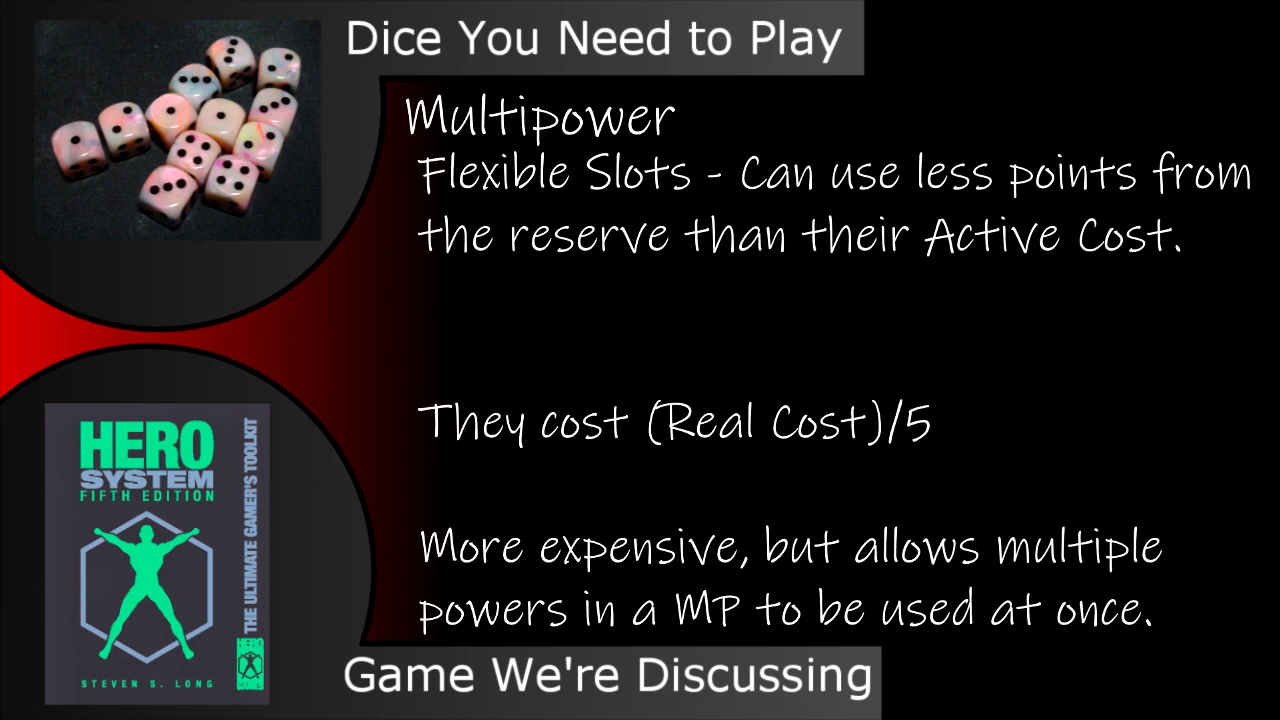 Dice You Need to Play
Multipower
Flexible Slots - Can use less points from
the reserve than their Active Cost.
They cost (Real Cost)/5
More expensive, but allows multiple
powers in a MP to be used at once.
HERO
SYSTEM
FIFTH EDITION
THE ULTIMATE GAMER'S TOOLKIT
HERO
STEVEN S. LONG
Game We're Discussing